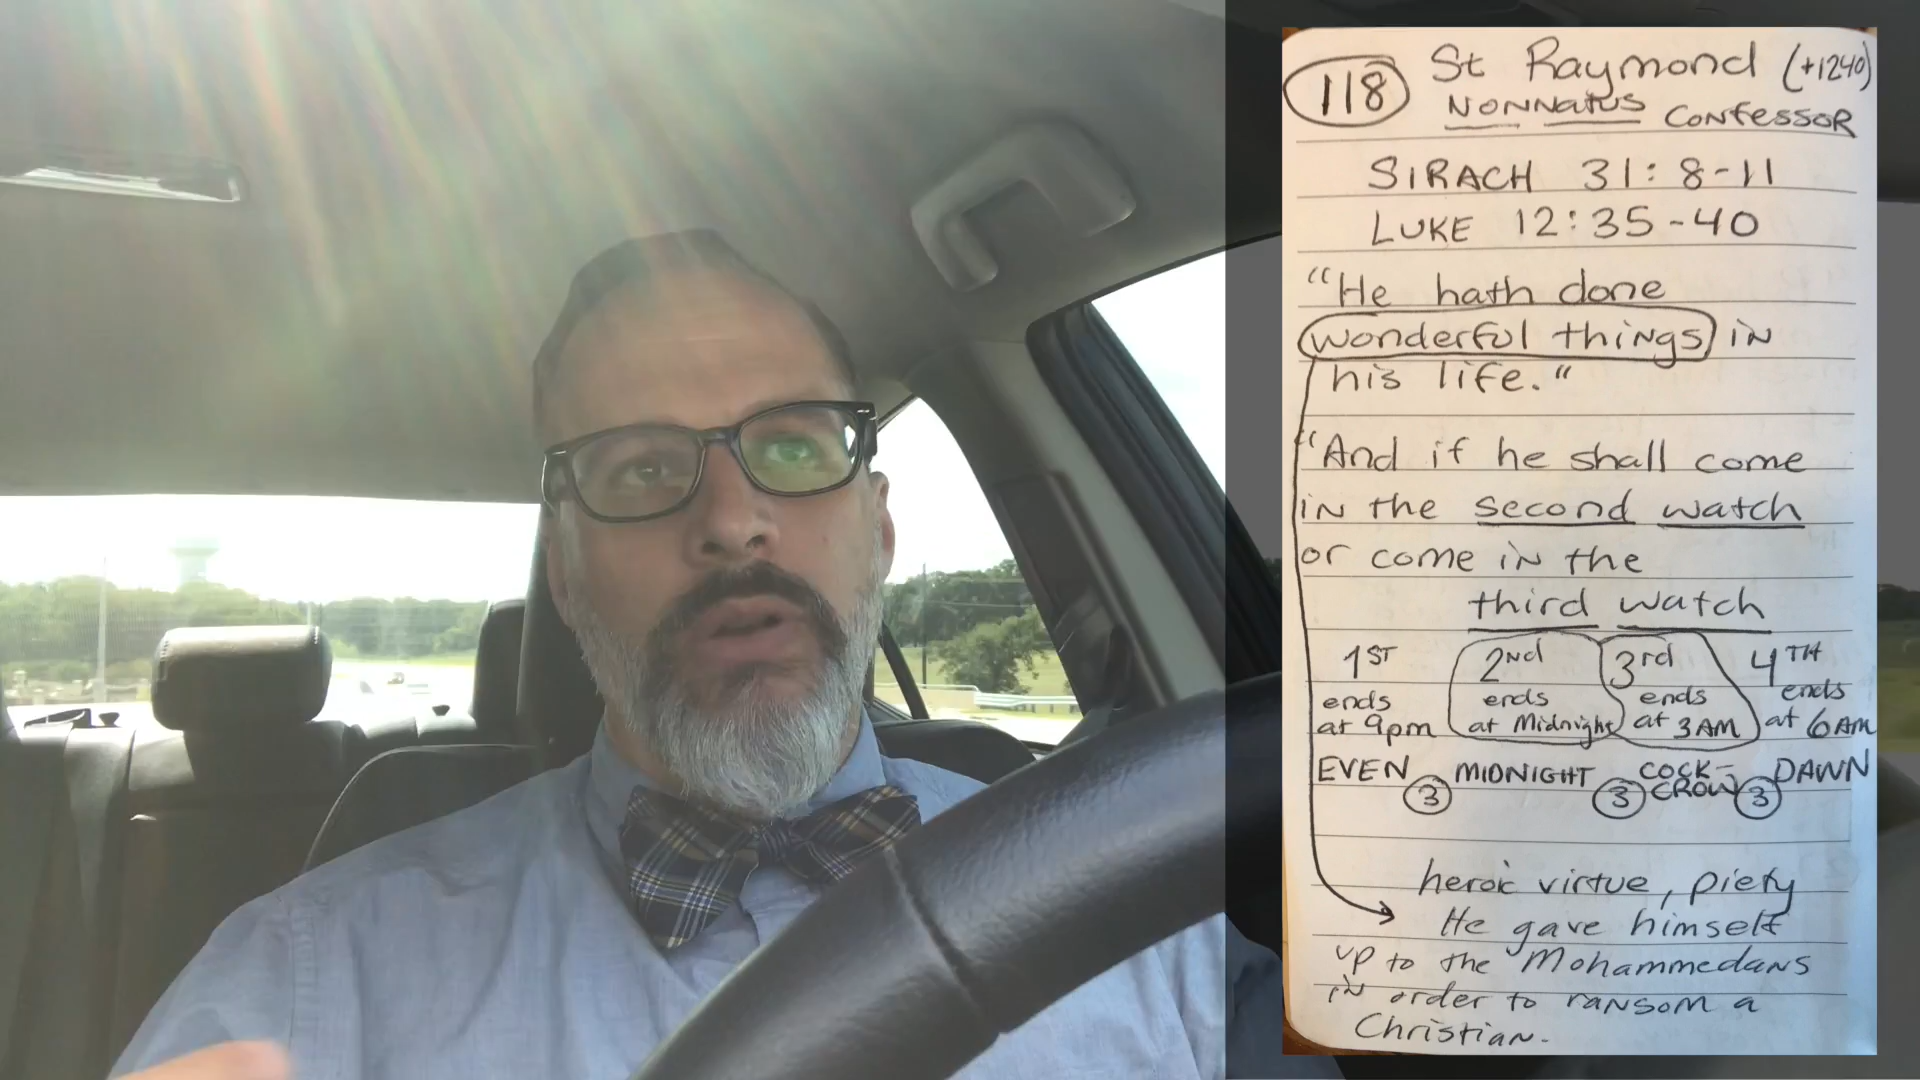 118 St Raymond (+1240)
NONNATUS CONFESSOR
SIRACH 31:8-11
LUKE 12:35-40
"He hath done
wonderful things in
his life."
"And if he shall come
in the second watch
or come in the
third watch
1ST 2nd 3rd 4TH
ends ends ends ends
at 9pm at Midnight at 3AM at 6AM
EVEN 3 MIDNIGHT 3 COCK-CROW 3 DAWN
heroic virtue, piety
He gave himself
up to the Mohammedans
in order to ransom a
Christian.